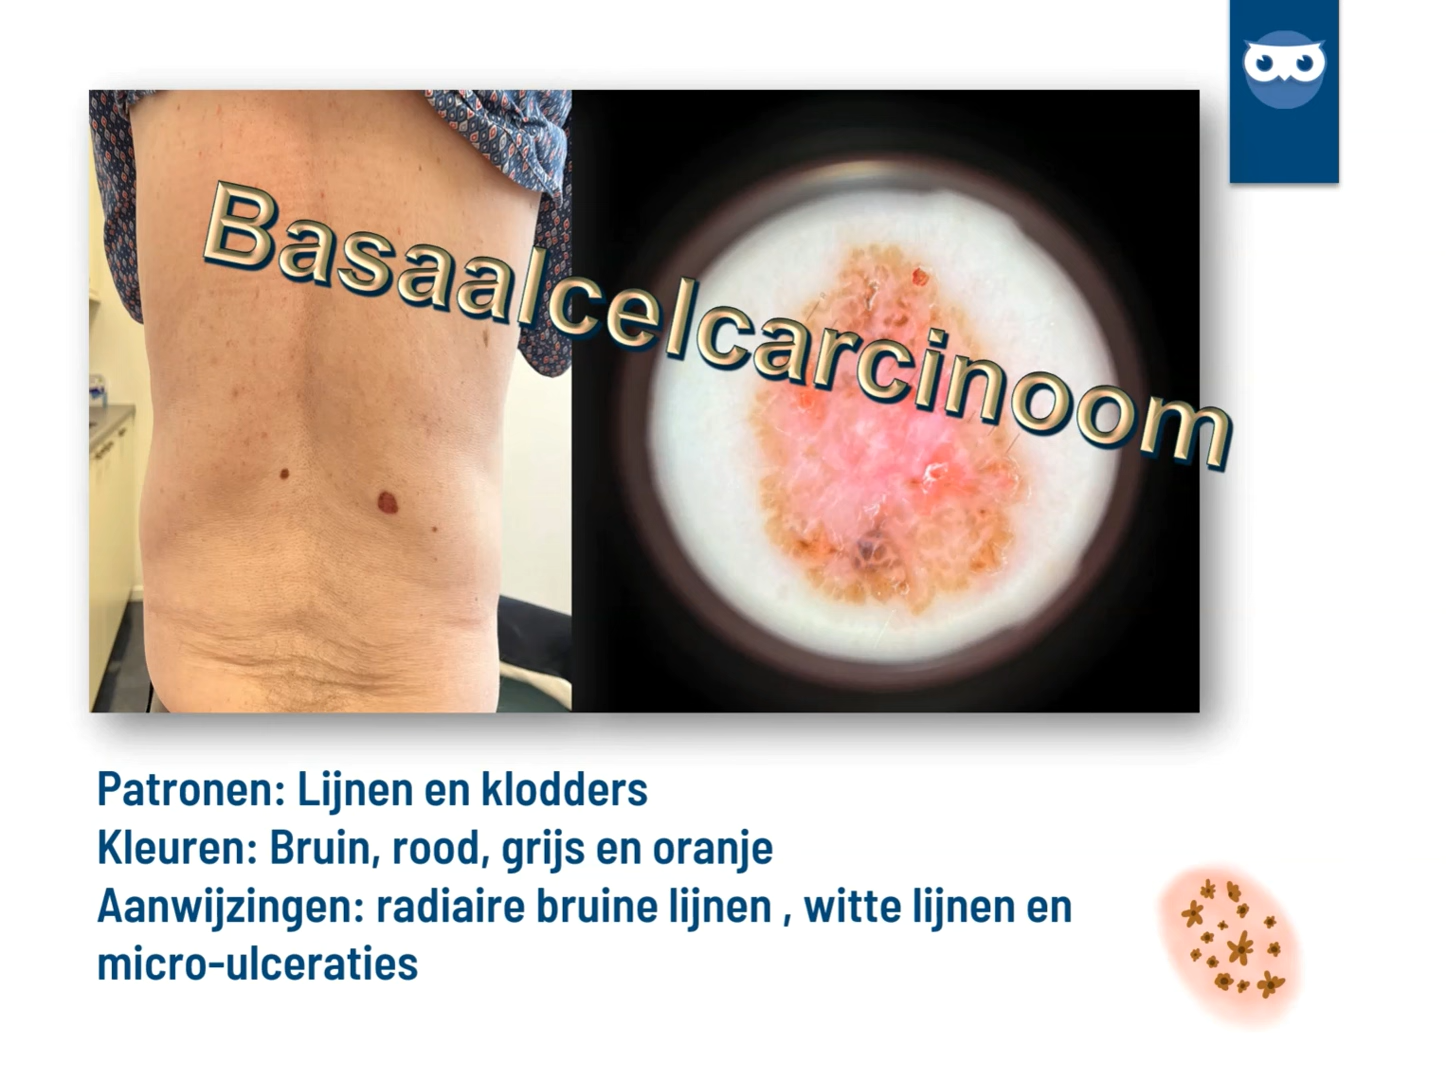 Basaalcelcarcinoom
Patronen: Lijnen en klodders
Kleuren: Bruin, rood, grijs en oranje
Aanwijzingen: radiaire bruine lijnen , witte lijnen en
micro-ulceraties